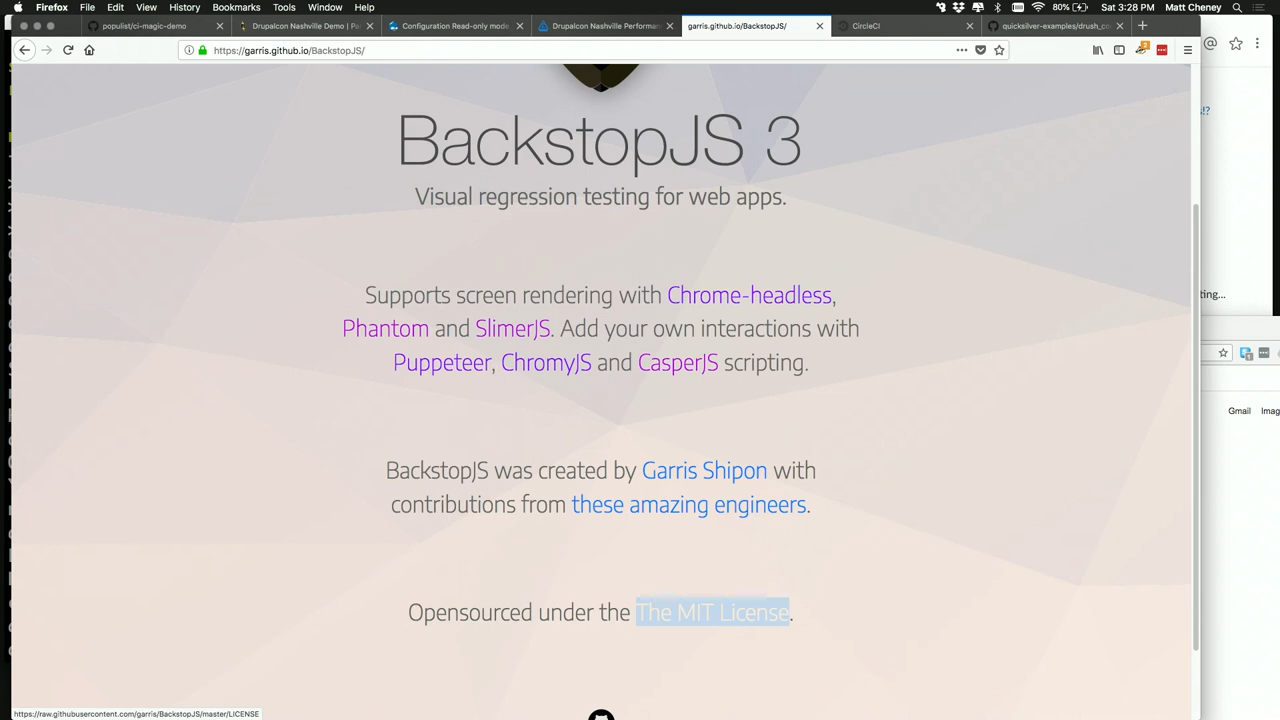 Firefox File Edit View History Bookmarks Tools Window Help 80% Sat 3:28 PM Matt Cheney
populist/ci-magic-demo Drupalcon Nashville Demo | Pa Configuration Read-only mode Drupalcon Nashville Performan garris.github.io/BackstopJS/ CircleCI quicksilver-examples/drush_co
https://garris.github.io/BackstopJS/
s!?
BackstopJS 3
Visual regression testing for web apps.
Supports screen rendering with Chrome-headless,
ting...
Phantom and SlimerJS. Add your own interactions with
Puppeteer, ChromyJS and CasperJS scripting.
Gmail Imag
BackstopJS was created by Garris Shipon with
contributions from these amazing engineers.
Opensourced under the The MIT License.
https://raw.githubusercontent.com/garris/BackstopJS/master/LICENSE